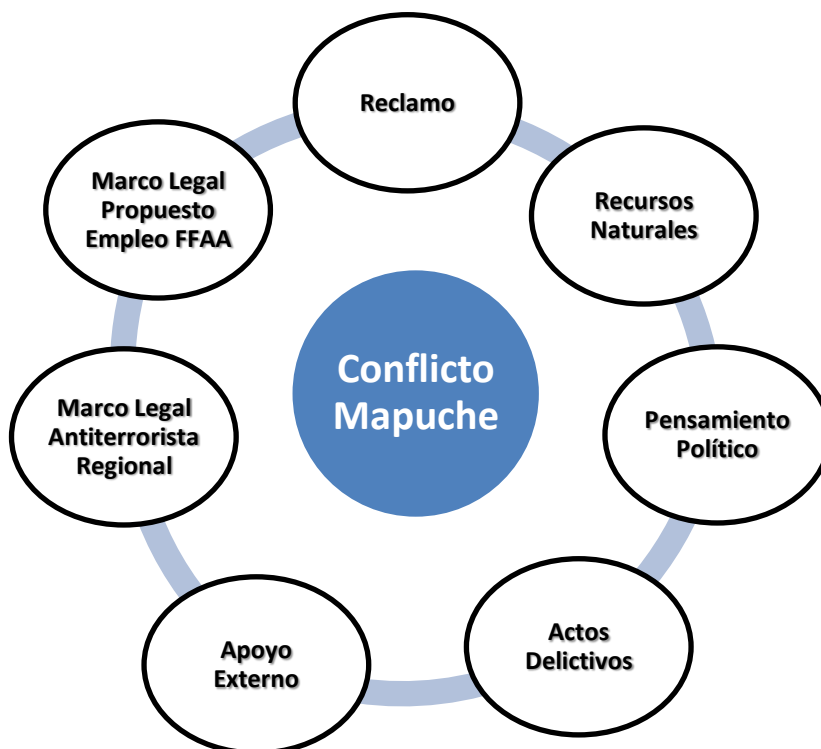 Reclamo
Recursos
Naturales
Pensamiento
Político
Actos
Delictivos
Apoyo
Externo
Marco Legal
Antiterrorista
Regional
Marco Legal
Propuesto
Empleo FFAA
Conflicto
Mapuche